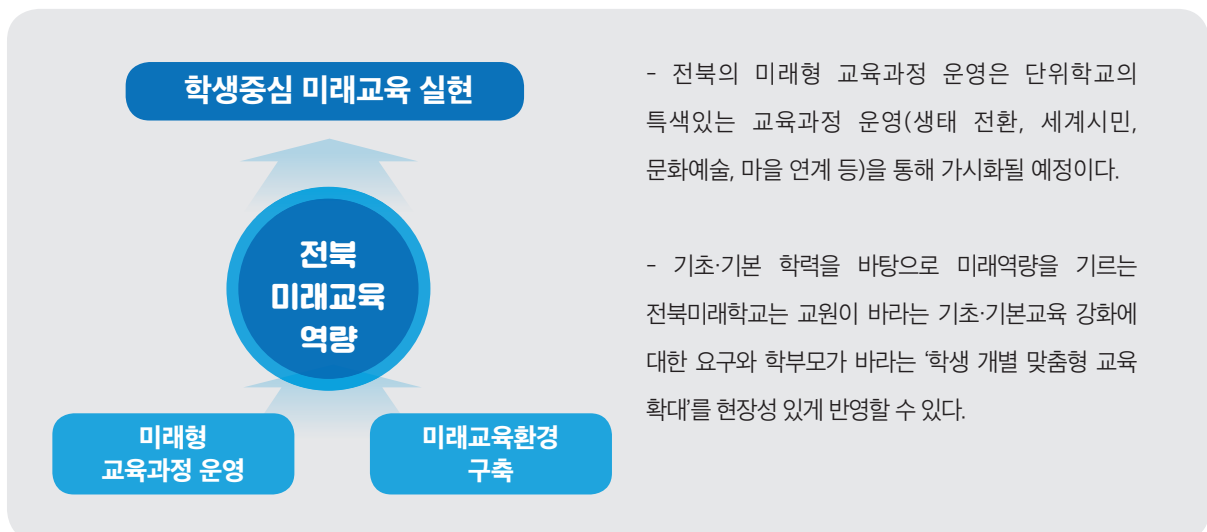 학생중심 미래교육 실현
전북
미래교육
역량
미래형
교육과정 운영
미래교육환경
구축
- 전북의 미래형 교육과정 운영은 단위학교의
특색있는 교육과정 운영(생태 전환, 세계시민,
문화예술, 마을 연계 등)을 통해 가시화될 예정이다.
- 기초·기본 학력을 바탕으로 미래역량을 기르는
전북미래학교는 교원이 바라는 기초·기본교육 강화에
대한 요구와 학부모가 바라는 ‘학생 개별 맞춤형 교육
확대’를 현장성 있게 반영할 수 있다.